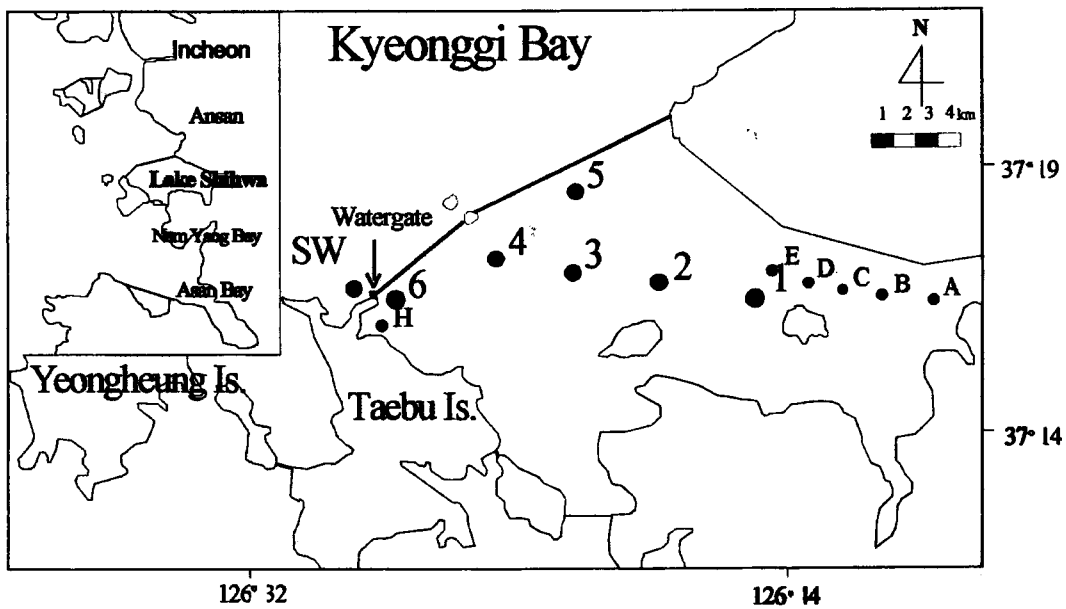 Kyeonggi Bay
Incheon
Ansan
Lake Shihwa
Nam Yang Bay
Asan Bay
N
1 2 3 4 km
37° 19
5
Watergate
SW
4
3
2
E
D
C
B
A
1
6
H
Yeongheung Is.
Taebu Is.
37° 14
126° 32
126° 14